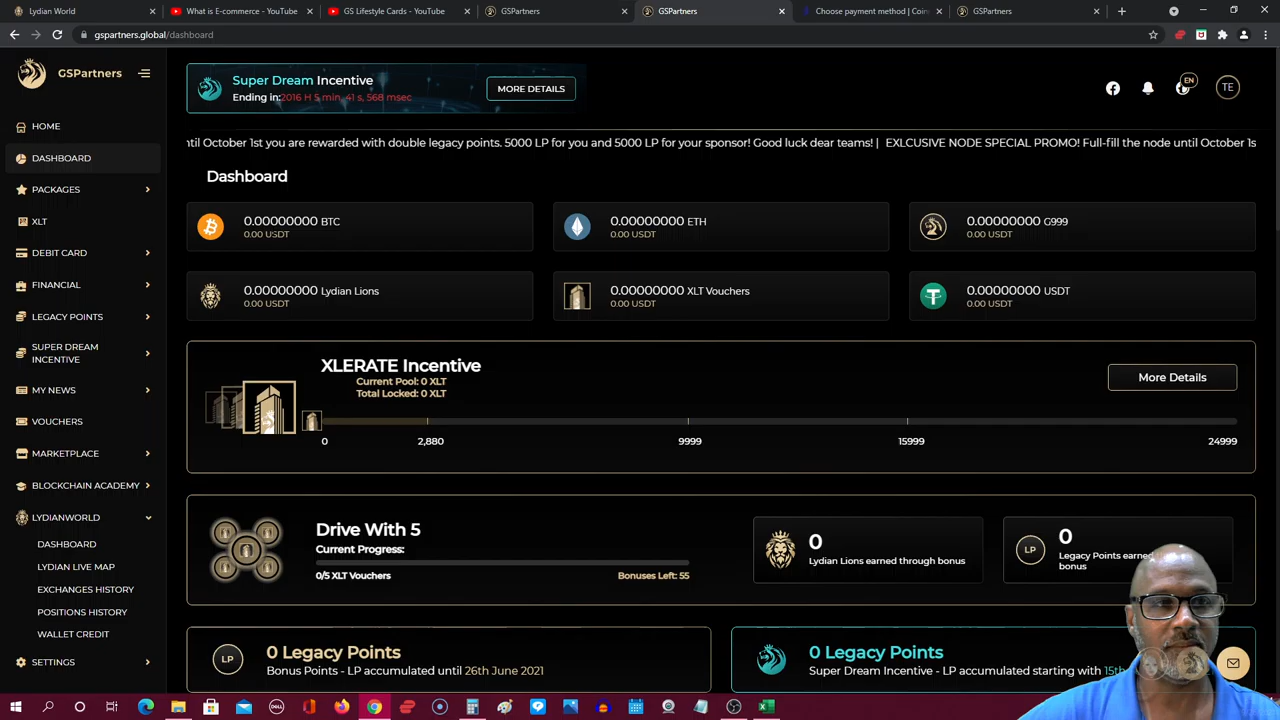 Lydian World
What is E-commerce - YouTube
GS Lifestyle Cards - YouTube
GSPartners
GSPartners
Choose payment method | Coin
GSPartners
gspartners.global/dashboard
GSPartners
Super Dream Incentive
Ending in:2016 H 5 min, 41 s, 568 msec
MORE DETAILS
EN
TE
until October 1st you are rewarded with double legacy points. 5000 LP for you and 5000 LP for your sponsor! Good luck dear teams! | EXLCUSIVE NODE SPECIAL PROMO! Full-fill the node until October 1s
HOME
DASHBOARD
PACKAGES
XLT
DEBIT CARD
FINANCIAL
LEGACY POINTS
SUPER DREAM
INCENTIVE
MY NEWS
VOUCHERS
MARKETPLACE
BLOCKCHAIN ACADEMY
LYDIANWORLD
DASHBOARD
LYDIAN LIVE MAP
EXCHANGES HISTORY
POSITIONS HISTORY
WALLET CREDIT
SETTINGS
Dashboard
0.00000000 BTC
0.00 USDT
0.00000000 ETH
0.00 USDT
0.00000000 G999
0.00 USDT
0.00000000 Lydian Lions
0.00 USDT
0.00000000 XLT Vouchers
0.00 USDT
0.00000000 USDT
0.00 USDT
XLERATE Incentive
Current Pool: 0 XLT
Total Locked: 0 XLT
More Details
0
2,880
9999
15999
24999
Drive With 5
Current Progress:
0/5 XLT Vouchers
Bonuses Left: 55
0
Lydian Lions earned through bonus
LP
0
Legacy Points earned
bonus
LP
0 Legacy Points
Bonus Points - LP accumulated until 26th June 2021
0 Legacy Points
Super Dream Incentive - LP accumulated starting with 15th
DELL